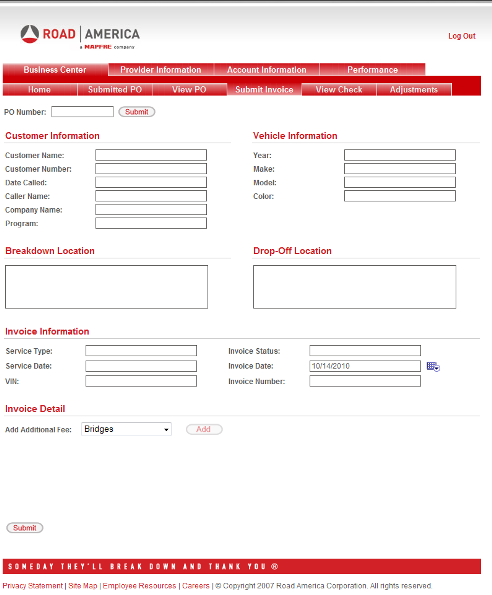 ROAD AMERICA
a MAPFRE company
Log Out
Business Center Provider Information Account Information Performance
Home Submitted PO View PO Submit Invoice View Check Adjustments
PO Number: Submit
Customer Information Vehicle Information
Customer Name: Year:
Customer Number: Make:
Date Called: Model:
Caller Name: Color:
Company Name:
Program:
Breakdown Location Drop-Off Location
Invoice Information
Service Type: Invoice Status:
Service Date: Invoice Date: 10/14/2010
VIN: Invoice Number:
Invoice Detail
Add Additional Fee: Bridges Add
Submit
SOMEDAY THEY'LL BREAK DOWN AND THANK YOU ®
Privacy Statement | Site Map | Employee Resources | Careers | © Copyright 2007 Road America Corporation. All rights reserved.